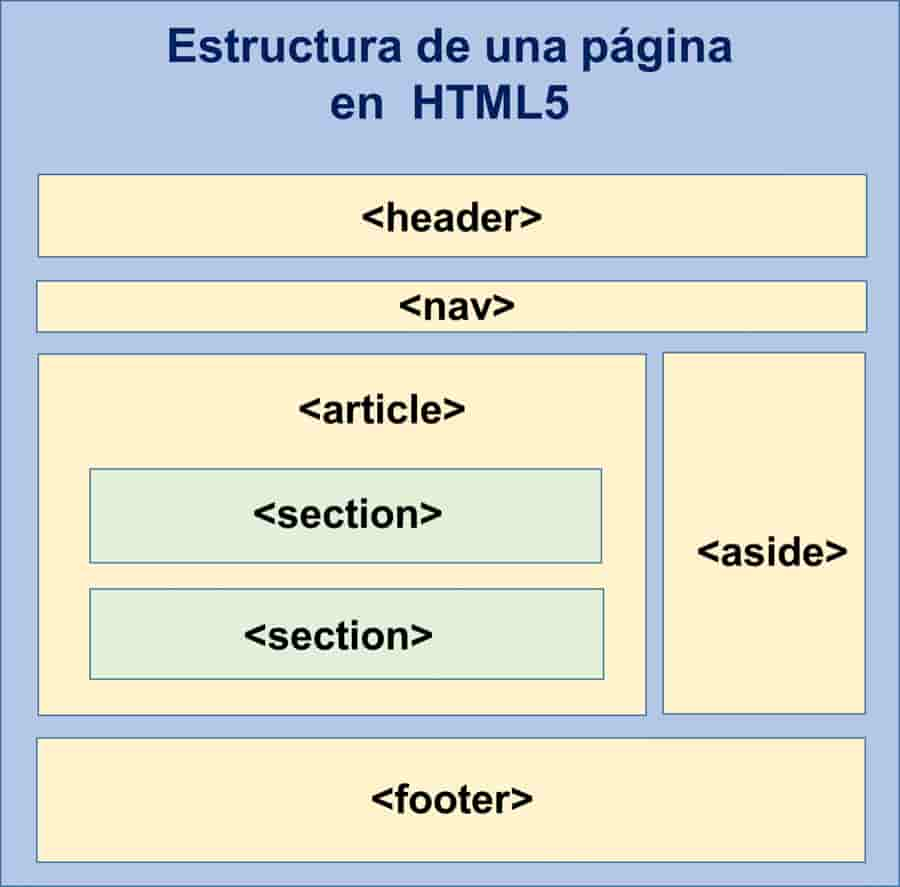 Estructura de una página
en HTML5
<header>
<nav>
<article>
<section>
<section>
<aside>
<footer>